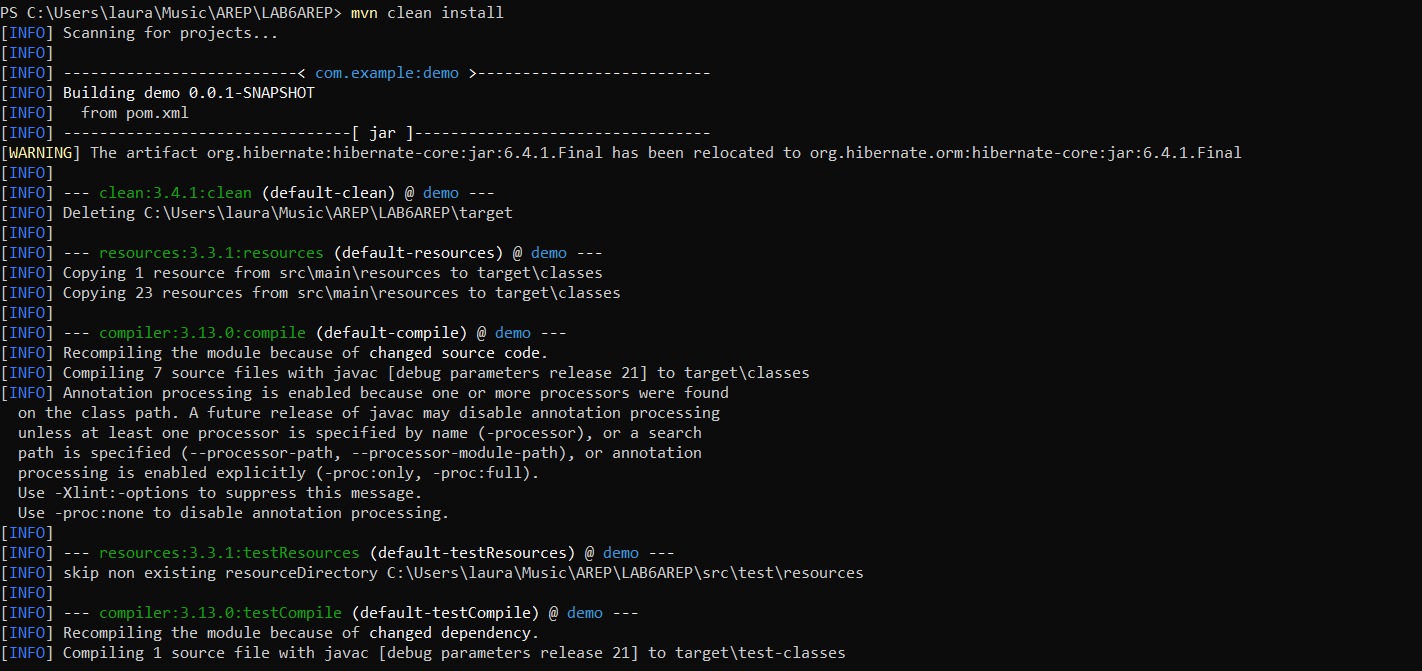 PS C:\Users\laura\Music\AREP\LAB6AREP> mvn clean install
[INFO] Scanning for projects...
[INFO]
[INFO] --------------------------< com.example:demo >--------------------------
[INFO] Building demo 0.0.1-SNAPSHOT
[INFO]   from pom.xml
[INFO] --------------------------------[ jar ]---------------------------------
[WARNING] The artifact org.hibernate:hibernate-core:jar:6.4.1.Final has been relocated to org.hibernate.orm:hibernate-core:jar:6.4.1.Final
[INFO]
[INFO] --- clean:3.4.1:clean (default-clean) @ demo ---
[INFO] Deleting C:\Users\laura\Music\AREP\LAB6AREP\target
[INFO]
[INFO] --- resources:3.3.1:resources (default-resources) @ demo ---
[INFO] Copying 1 resource from src\main\resources to target\classes
[INFO] Copying 23 resources from src\main\resources to target\classes
[INFO]
[INFO] --- compiler:3.13.0:compile (default-compile) @ demo ---
[INFO] Recompiling the module because of changed source code.
[INFO] Compiling 7 source files with javac [debug parameters release 21] to target\classes
[INFO] Annotation processing is enabled because one or more processors were found
  on the class path. A future release of javac may disable annotation processing
  unless at least one processor is specified by name (-processor), or a search
  path is specified (--processor-path, --processor-module-path), or annotation
  processing is enabled explicitly (-proc:only, -proc:full).
  Use -Xlint:-options to suppress this message.
  Use -proc:none to disable annotation processing.
[INFO]
[INFO] --- resources:3.3.1:testResources (default-testResources) @ demo ---
[INFO] skip non existing resourceDirectory C:\Users\laura\Music\AREP\LAB6AREP\src\test\resources
[INFO]
[INFO] --- compiler:3.13.0:testCompile (default-testCompile) @ demo ---
[INFO] Recompiling the module because of changed dependency.
[INFO] Compiling 1 source file with javac [debug parameters release 21] to target\test-classes